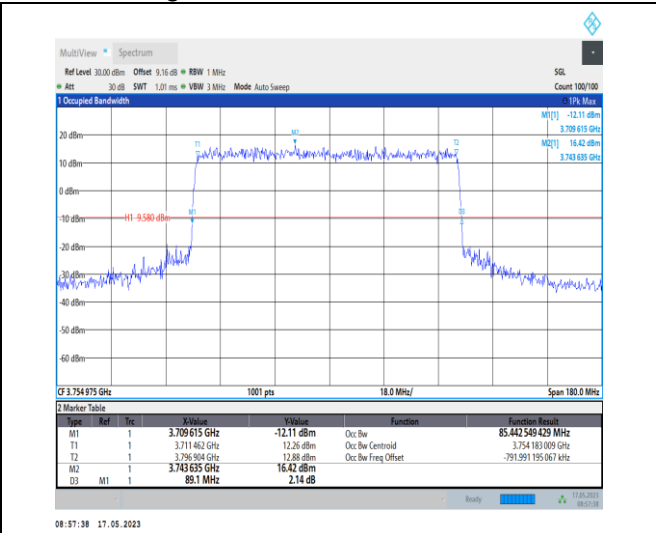 MultiView Spectrum
Ref Level 30.00 dBm Offset 9.16 dB RBW 1 MHz SGL
Att 30 dB SWT 1.01 ms VBW 3 MHz Mode Auto Sweep Count 100/100
1 Occupied Bandwidth 1Pk Max
M1[1] -12.11 dBm
3.709 615 GHz
M2[1] 16.42 dBm
3.743 635 GHz
20 dBm
M2
T1
T2
10 dBm
0 dBm
M1
D3
-10 dBm
H1 -9.580 dBm
-20 dBm
-30 dBm
-40 dBm
-50 dBm
-60 dBm
CF 3.754 975 GHz 1001 pts 18.0 MHz/ Span 180.0 MHz
2 Marker Table
Type Ref Trc X-Value Y-Value Function Function Result
M1 1 3.709 615 GHz -12.11 dBm Occ Bw 85.442 549 429 MHz
T1 1 3.711 462 GHz 12.26 dBm Occ Bw Centroid 3.754 183 009 GHz
T2 1 3.796 904 GHz 12.88 dBm Occ Bw Freq Offset -791.991 195 067 kHz
M2 1 3.743 635 GHz 16.42 dBm
D3 M1 1 89.1 MHz 2.14 dB
Ready 17.05.2023
08:57:38
08:57:38 17.05.2023